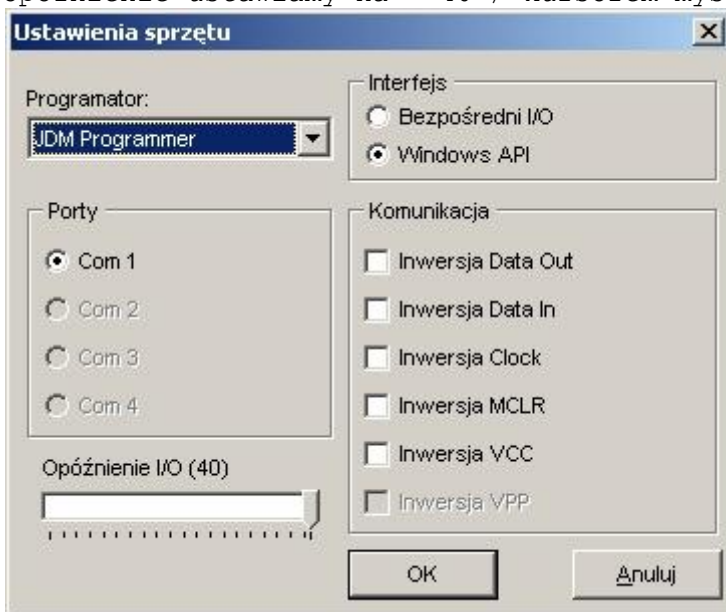 Ustawienia sprzętu
Programator:
JDM Programmer
Interfejs
Bezpośredni I/O
Windows API
Porty
Com 1
Com 2
Com 3
Com 4
Opóźnienie I/O (40)
Komunikacja
Inwersja Data Out
Inwersja Data In
Inwersja Clock
Inwersja MCLR
Inwersja VCC
Inwersja VPP
OK
Anuluj